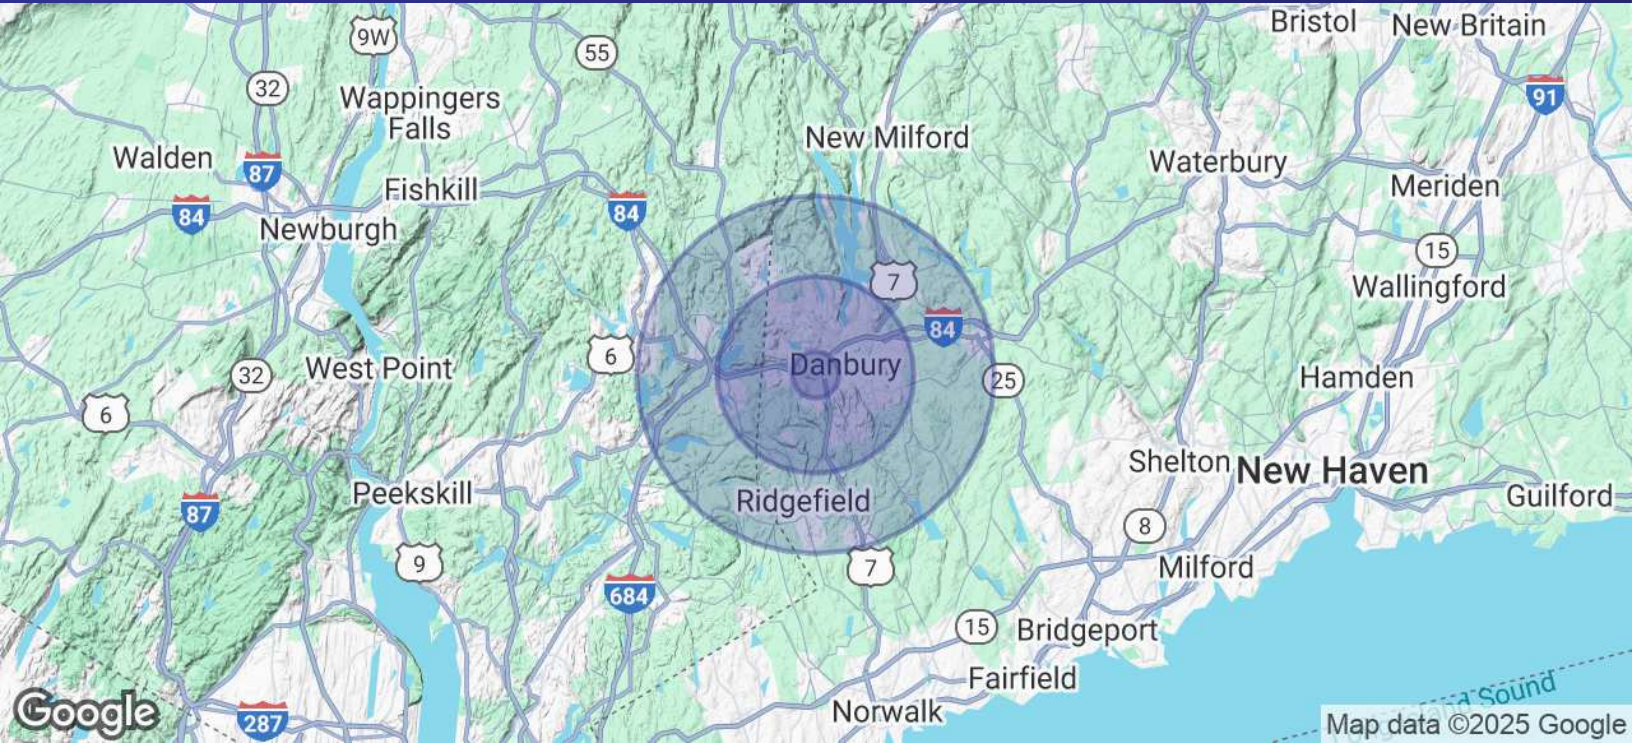 Bristol
New Britain
9W
55
32
91
Wappingers
Falls
New Milford
Walden
87
Waterbury
Fishkill
Meriden
84
84
Newburgh
15
7
Wallingford
84
6
Danbury
West Point
32
25
Hamden
6
Shelton
New Haven
Peekskill
Ridgefield
Guilford
87
8
9
7
Milford
684
15
Bridgeport
Fairfield
Sound
Norwalk
Google
287
Map data ©2025 Google